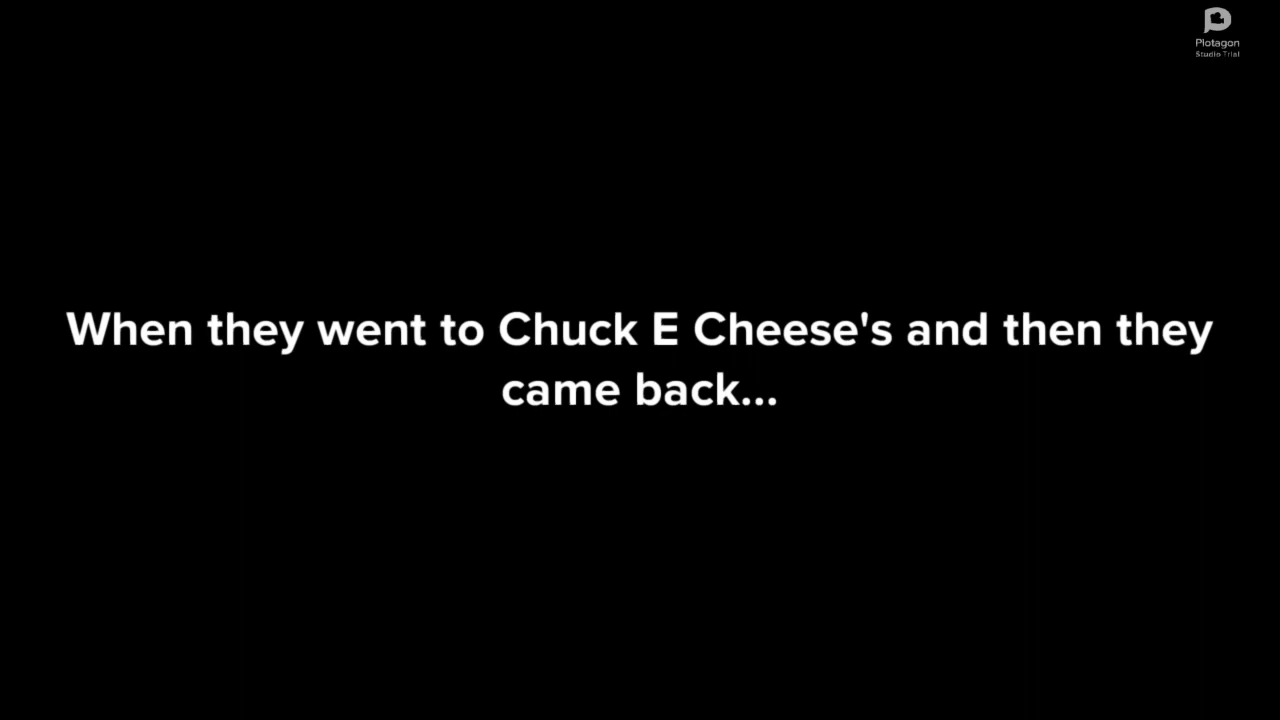 Plotagon
Studio Trial
When they went to Chuck E Cheese's and then they
came back...